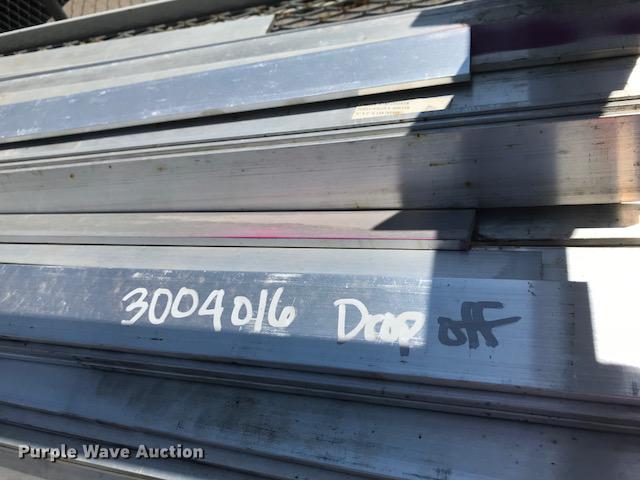 3004016 Drop off
Purple Wave Auction